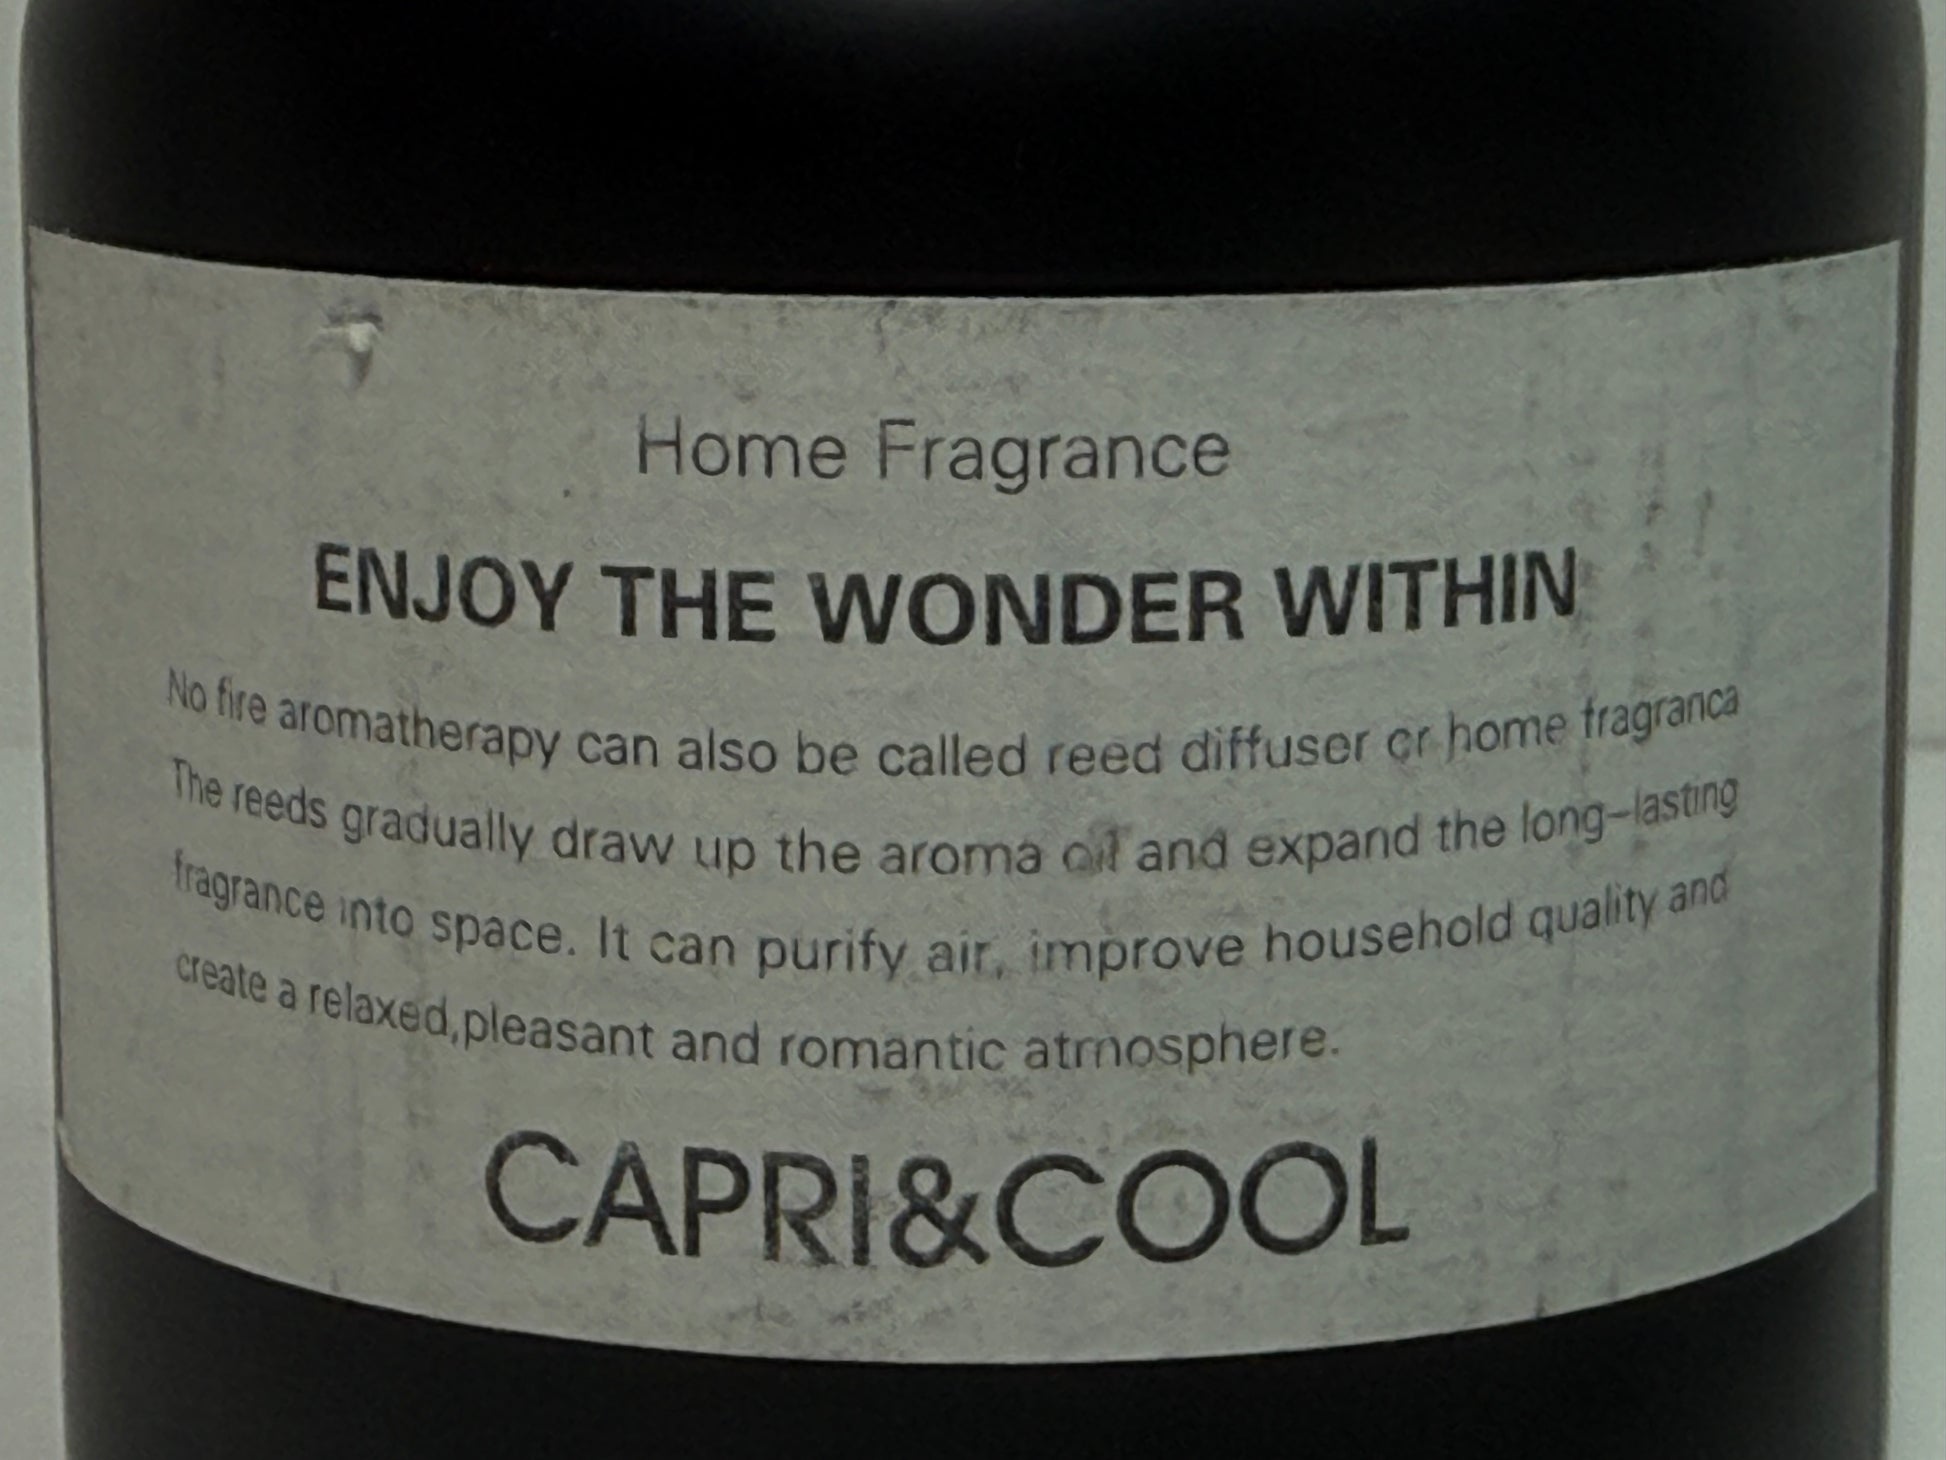 Home Fragrance
ENJOY THE WONDER WITHIN
No fire aromatherapy can also be called reed diffuser or home fragranca
The reeds gradually draw up the aroma oil and expand the long-lasting
fragrance into space. It can purify air, improve household quality and
create a relaxed,pleasant and romantic atrnosphere.
CAPRI&COOL